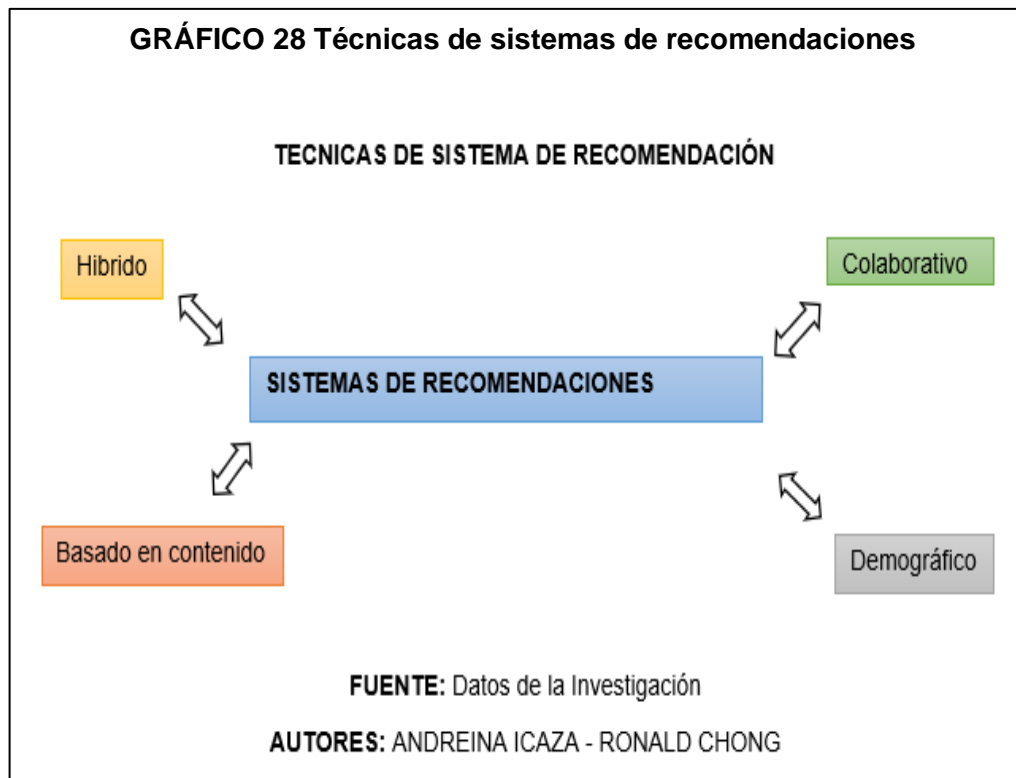 GRÁFICO 28 Técnicas de sistemas de recomendaciones
TECNICAS DE SISTEMA DE RECOMENDACIÓN
Hibrido
Colaborativo
SISTEMAS DE RECOMENDACIONES
Basado en contenido
Demográfico
FUENTE: Datos de la Investigación
AUTORES: ANDREINA ICAZA - RONALD CHONG